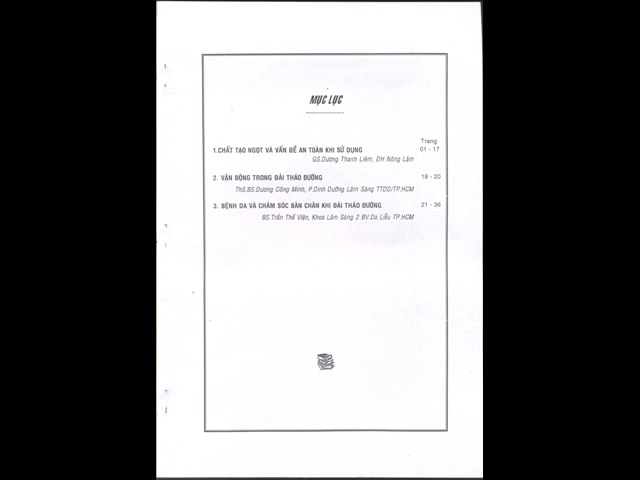 MỤC LỤC
Trang
1.CHẤT TẠO NGỌT VÀ VẤN ĐỀ AN TOÀN KHI SỬ DỤNG 01 - 17
GS.Dương Thanh Liêm, ĐH Nông Lâm
2. VẬN ĐỘNG TRONG ĐÁI THÁO ĐƯỜNG 18 - 20
ThS.BS.Dương Công Minh, P.Dinh Dưỡng Lâm Sàng TTDD/TP.HCM
3. BỆNH DA VÀ CHĂM SÓC BÀN CHÂN KHI ĐÁI THÁO ĐƯỜNG 21 - 36
BS.Trần Thế Viện, Khoa Lâm Sàng 2 BV.Da Liễu TP.HCM